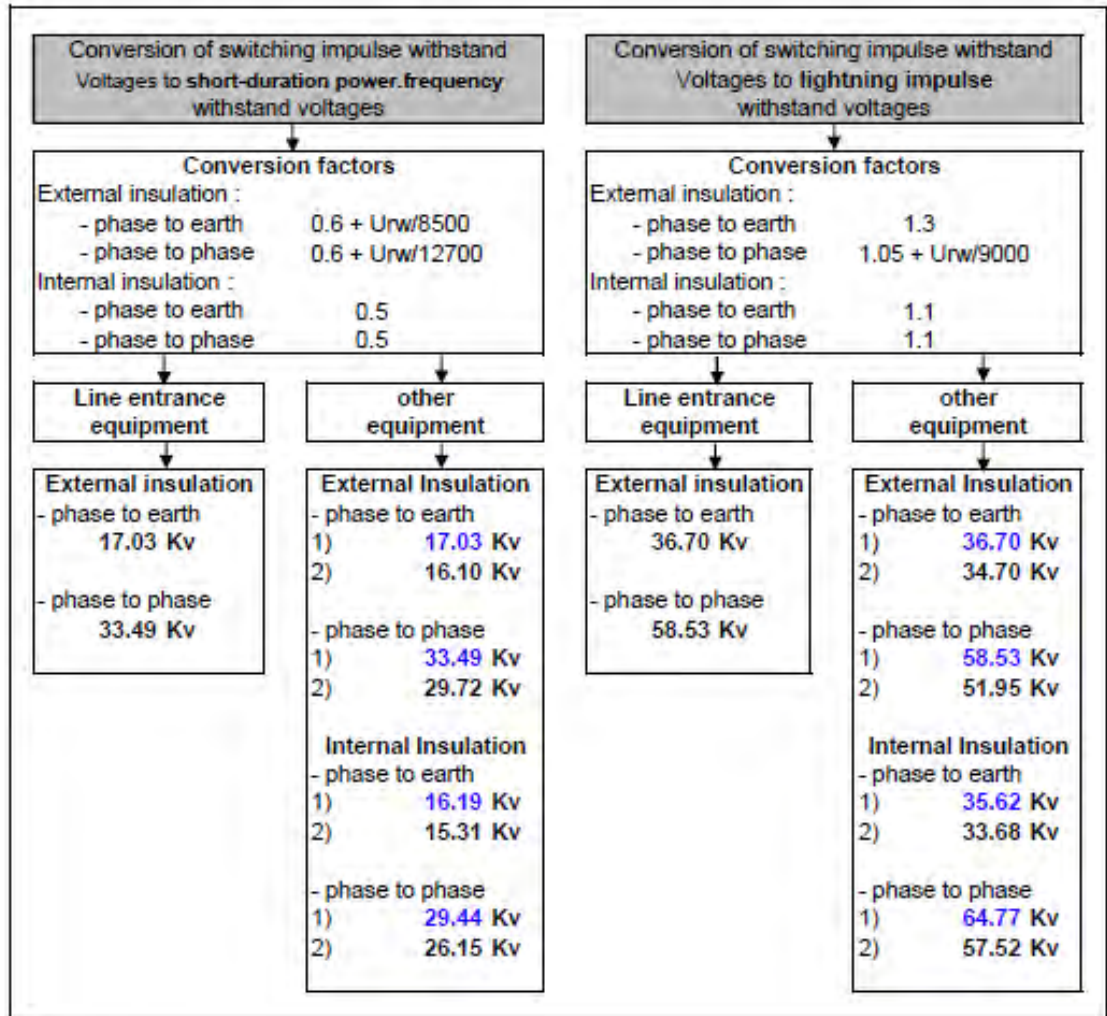 Conversion of switching impulse withstand
Voltages to short-duration power.frequency
withstand voltages
Conversion factors
External insulation :
- phase to earth 0.6 + Urw/8500
- phase to phase 0.6 + Urw/12700
Internal insulation :
- phase to earth 0.5
- phase to phase 0.5
Line entrance
equipment
External insulation
- phase to earth
17.03 Kv
- phase to phase
33.49 Kv
other
equipment
External Insulation
- phase to earth
1) 17.03 Kv
2) 16.10 Kv
- phase to phase
1) 33.49 Kv
2) 29.72 Kv
Internal Insulation
- phase to earth
1) 16.19 Kv
2) 15.31 Kv
- phase to phase
1) 29.44 Kv
2) 26.15 Kv
Conversion of switching impulse withstand
Voltages to lightning impulse
withstand voltages
Conversion factors
External insulation :
- phase to earth 1.3
- phase to phase 1.05 + Urw/9000
Internal insulation :
- phase to earth 1.1
- phase to phase 1.1
Line entrance
equipment
External insulation
- phase to earth
36.70 Kv
- phase to phase
58.53 Kv
other
equipment
External Insulation
- phase to earth
1) 36.70 Kv
2) 34.70 Kv
- phase to phase
1) 58.53 Kv
2) 51.95 Kv
Internal Insulation
- phase to earth
1) 35.62 Kv
2) 33.68 Kv
- phase to phase
1) 64.77 Kv
2) 57.52 Kv